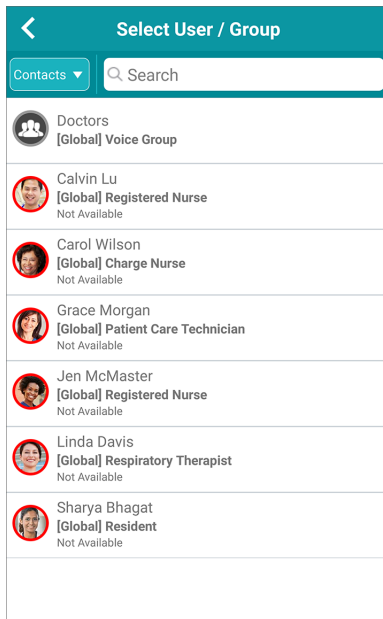 Select User / Group
Contacts
Search
Doctors
[Global] Voice Group
Calvin Lu
[Global] Registered Nurse
Not Available
Carol Wilson
[Global] Charge Nurse
Not Available
Grace Morgan
[Global] Patient Care Technician
Not Available
Jen McMaster
[Global] Registered Nurse
Not Available
Linda Davis
[Global] Respiratory Therapist
Not Available
Sharya Bhagat
[Global] Resident
Not Available